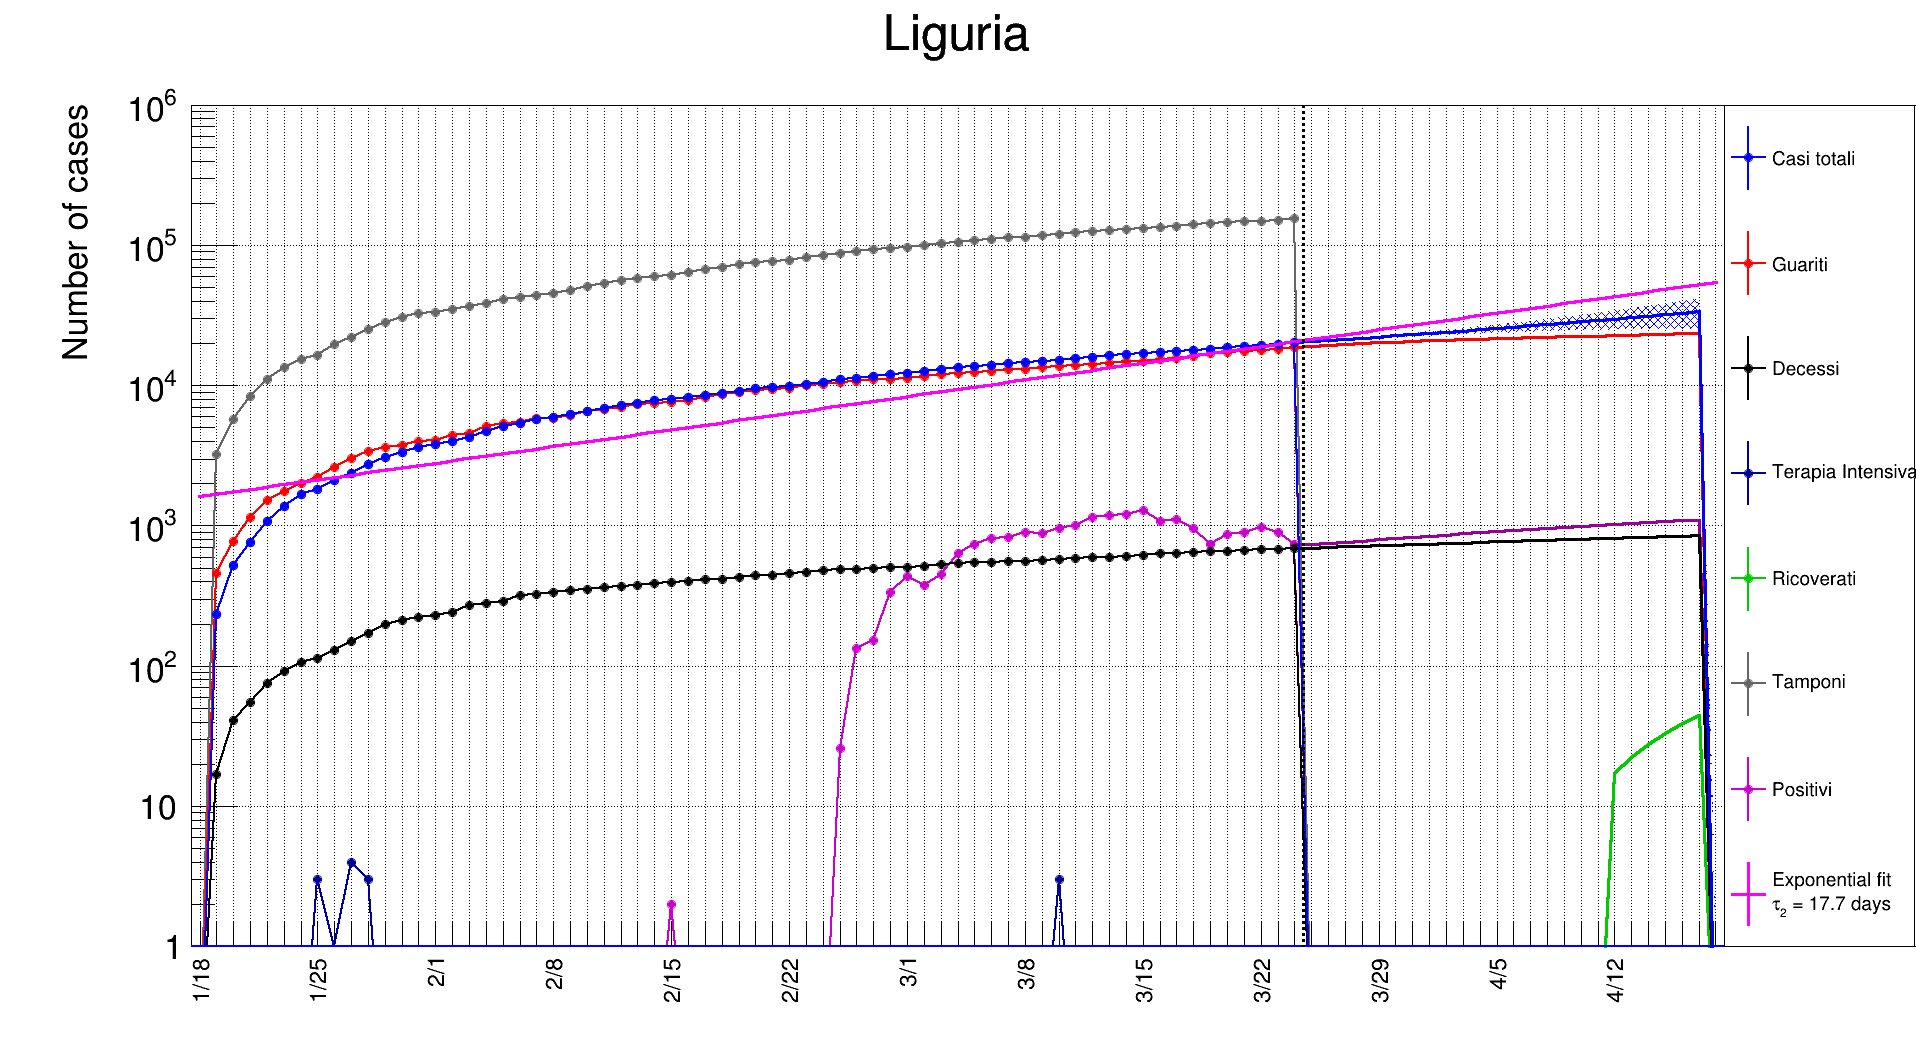 Liguria
Number of cases
10^6
10^5
10^4
10^3
10^2
10
1
1/18
1/25
2/1
2/8
2/15
2/22
3/1
3/8
3/15
3/22
3/29
4/5
4/12
Casi totali
Guariti
Decessi
Terapia Intensiva
Ricoverati
Tamponi
Positivi
Exponential fit
τ₂ = 17.7 days